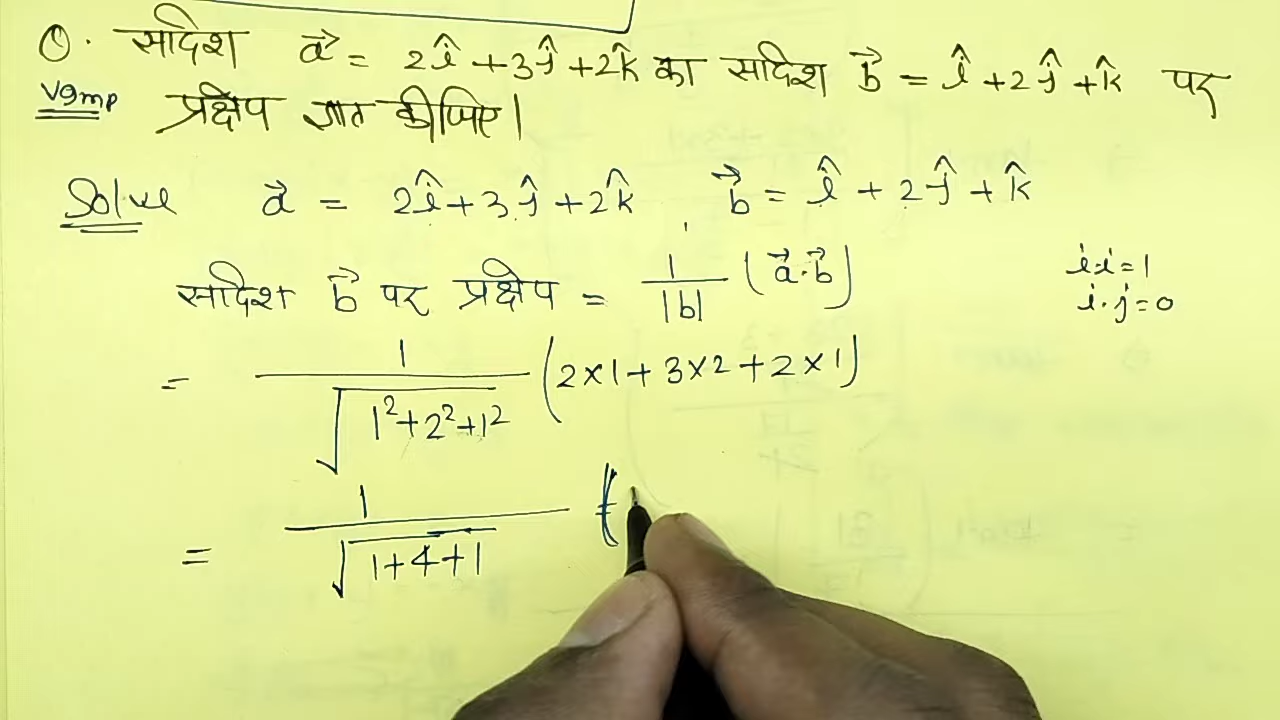 Q. सदिश a⃗ = 2î+3ĵ+2k̂ का सदिश b⃗ = î+2ĵ+k̂ पर
V9mp प्रक्षेप ज्ञात कीजिए।
Solve a⃗ = 2î+3ĵ+2k̂, b⃗ = î+2ĵ+k̂
सदिश b⃗ पर प्रक्षेप = 1/|b| (a⃗·b⃗)
i·i=1
i·j=0
= 1/√(1²+2²+1²) (2×1+3×2+2×1)
= 1/√(1+4+1) (